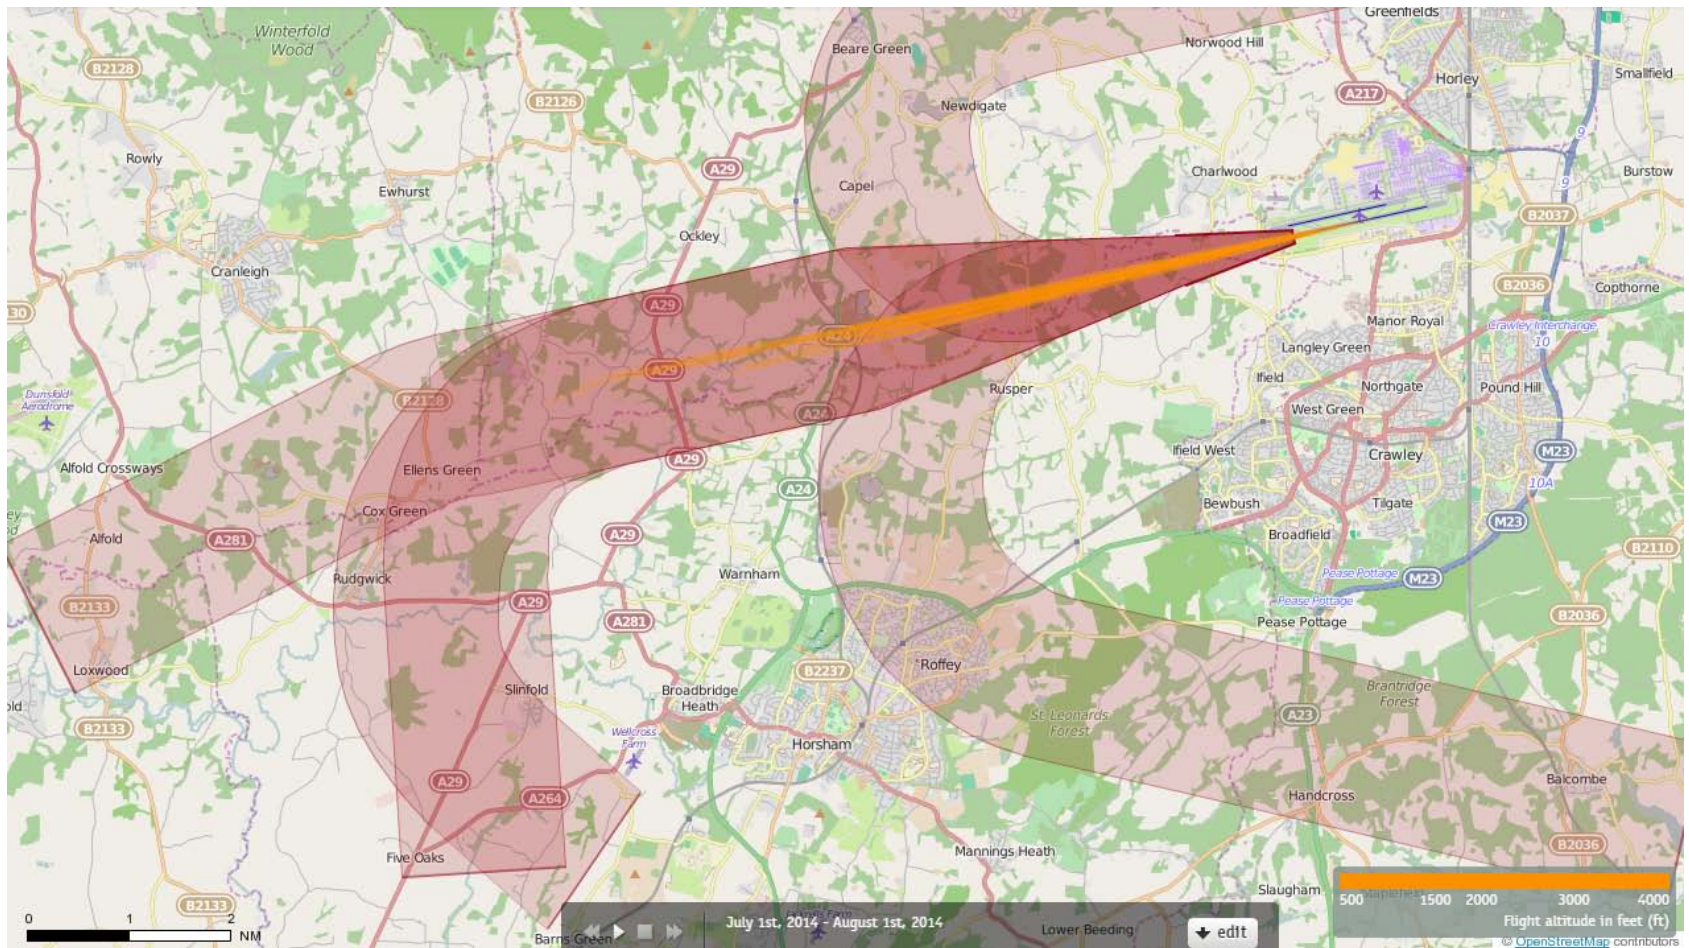 Greenfields
Winterfold
Wood
Beare Green
Norwood Hill
B2128
Smallfield
Horley
A217
B2126
Newdigate
9
Rowly
A29
Charlwood
Burstow
9
Ewhurst
Capel
B2037
Ockley
Cranleigh
B2036
Copthorne
A29
30
Manor Royal
Crawley Interchange
10
A24
Langley Green
A29
Ifield
Northgate
Pound Hill
Rusper
Dunsfold
Aerodrome
B2128
A24
West Green
Ifield West
M23
Crawley
A29
Alfold Crossways
Ellens Green
10A
A24
Bewbush
Tilgate
Cox Green
M23
Alfold
A281
A29
Broadfield
B2110
Warnham
Pease Pottage
M23
Rudgwick
A29
Pease Pottage
B2133
A281
B2036
Pease Pottage
Roffey
Loxwood
B2237
Slinfold
Broadbridge
Heath
Brantridge
Forest
A23
St Leonards
Forest
B2133
Wellcross
Farm
Horsham
A29
Balcombe
A264
Handcross
Five Oaks
Mannings Heath
B2036
Slaugham
500 1500 2000 3000 4000
B2133
0 1 2
NM
July 1st, 2014 - August 1st, 2014
edit
Flight altitude in feet (ft)
Lower Beeding
Barns Green
© OpenStreetMap contributors